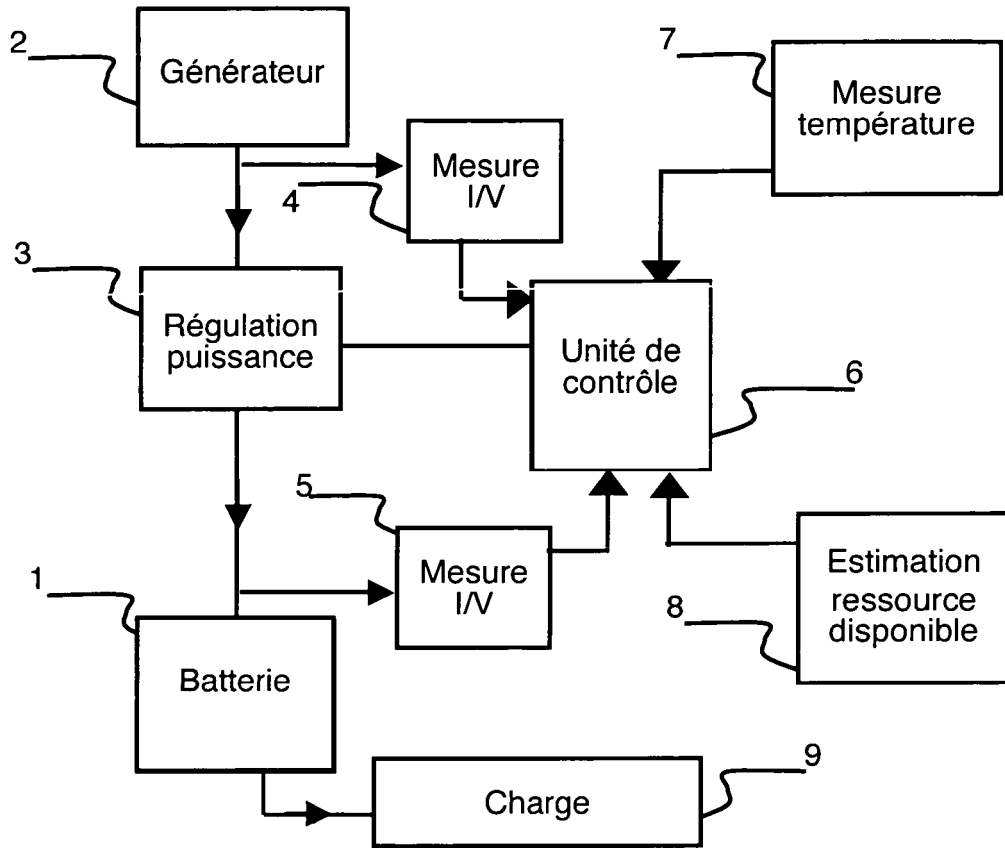 2
Générateur
7
Mesure
température
Mesure
I/V
4
3
Régulation
puissance
Unité de
contrôle
6
5
Mesure
I/V
Estimation
ressource
disponible
8
1
Batterie
9
Charge